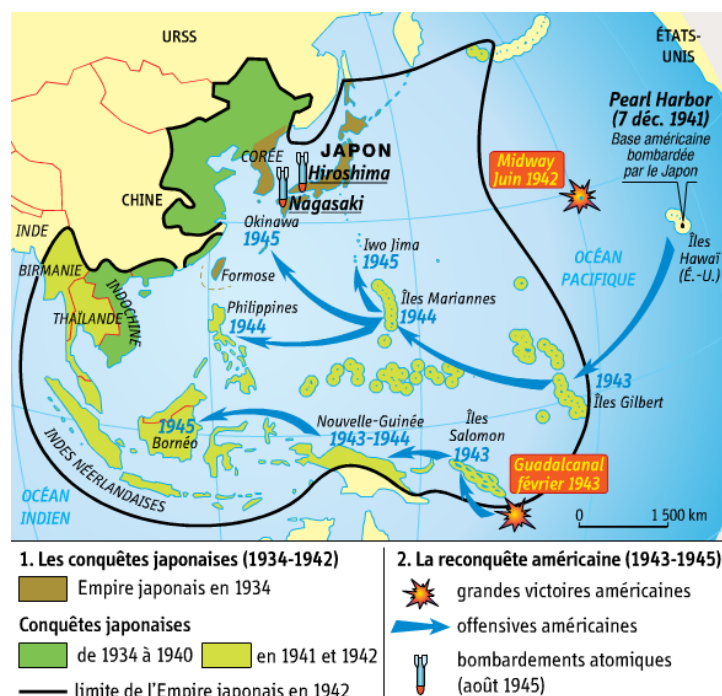 URSS
ÉTATS-
UNIS
Pearl Harbor
(7 déc. 1941)
Base américaine
bombardée
par le Japon
JAPON
CORÉE
Hiroshima
Nagasaki
Midway
Juin 1942
CHINE
INDE
Okinawa
1945
Iwo Jima
1945
OCÉAN
PACIFIQUE
Îles
Hawaï
(É.-U.)
BIRMANIE
Formose
INDOCHINE
THAÏLANDE
Philippines
1944
Îles Mariannes
1944
1943
Îles Gilbert
1945
Bornéo
Nouvelle-Guinée
1943-1944
Îles
Salomon
1943
INDES NÉERLANDAISES
Guadalcanal
février 1943
OCÉAN
INDIEN
0 1 500 km
1. Les conquêtes japonaises (1934-1942)
Empire japonais en 1934
Conquêtes japonaises
de 1934 à 1940
en 1941 et 1942
limite de l'Empire japonais en 1942
2. La reconquête américaine (1943-1945)
grandes victoires américaines
offensives américaines
bombardements atomiques
(août 1945)